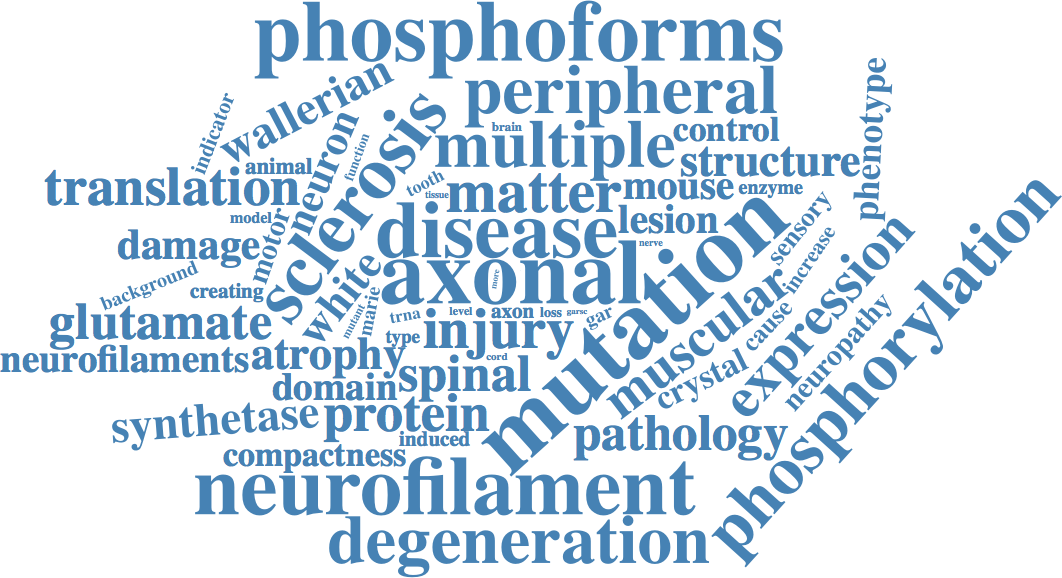 phosphoforms
peripheral
wallerian
phenotype
indicator
sclerosis
neuron
function
brain
multiple
control
structure
animal
translation
tooth
tissue
matter
mouse
enzyme
model
motor
disease
lesion
nerve
sensory
damage
axonal
more
mutation
increase
phosphorylation
background
creating
white
mutant
marie
glutamate
trna
level
axon
loss
garsc
gar
type
injury
muscular
cause
expression
neurofilaments
atrophy
cord
crystal
neuropathy
domain
spinal
synthetase
protein
pathology
induced
compactness
neurofilament
degeneration